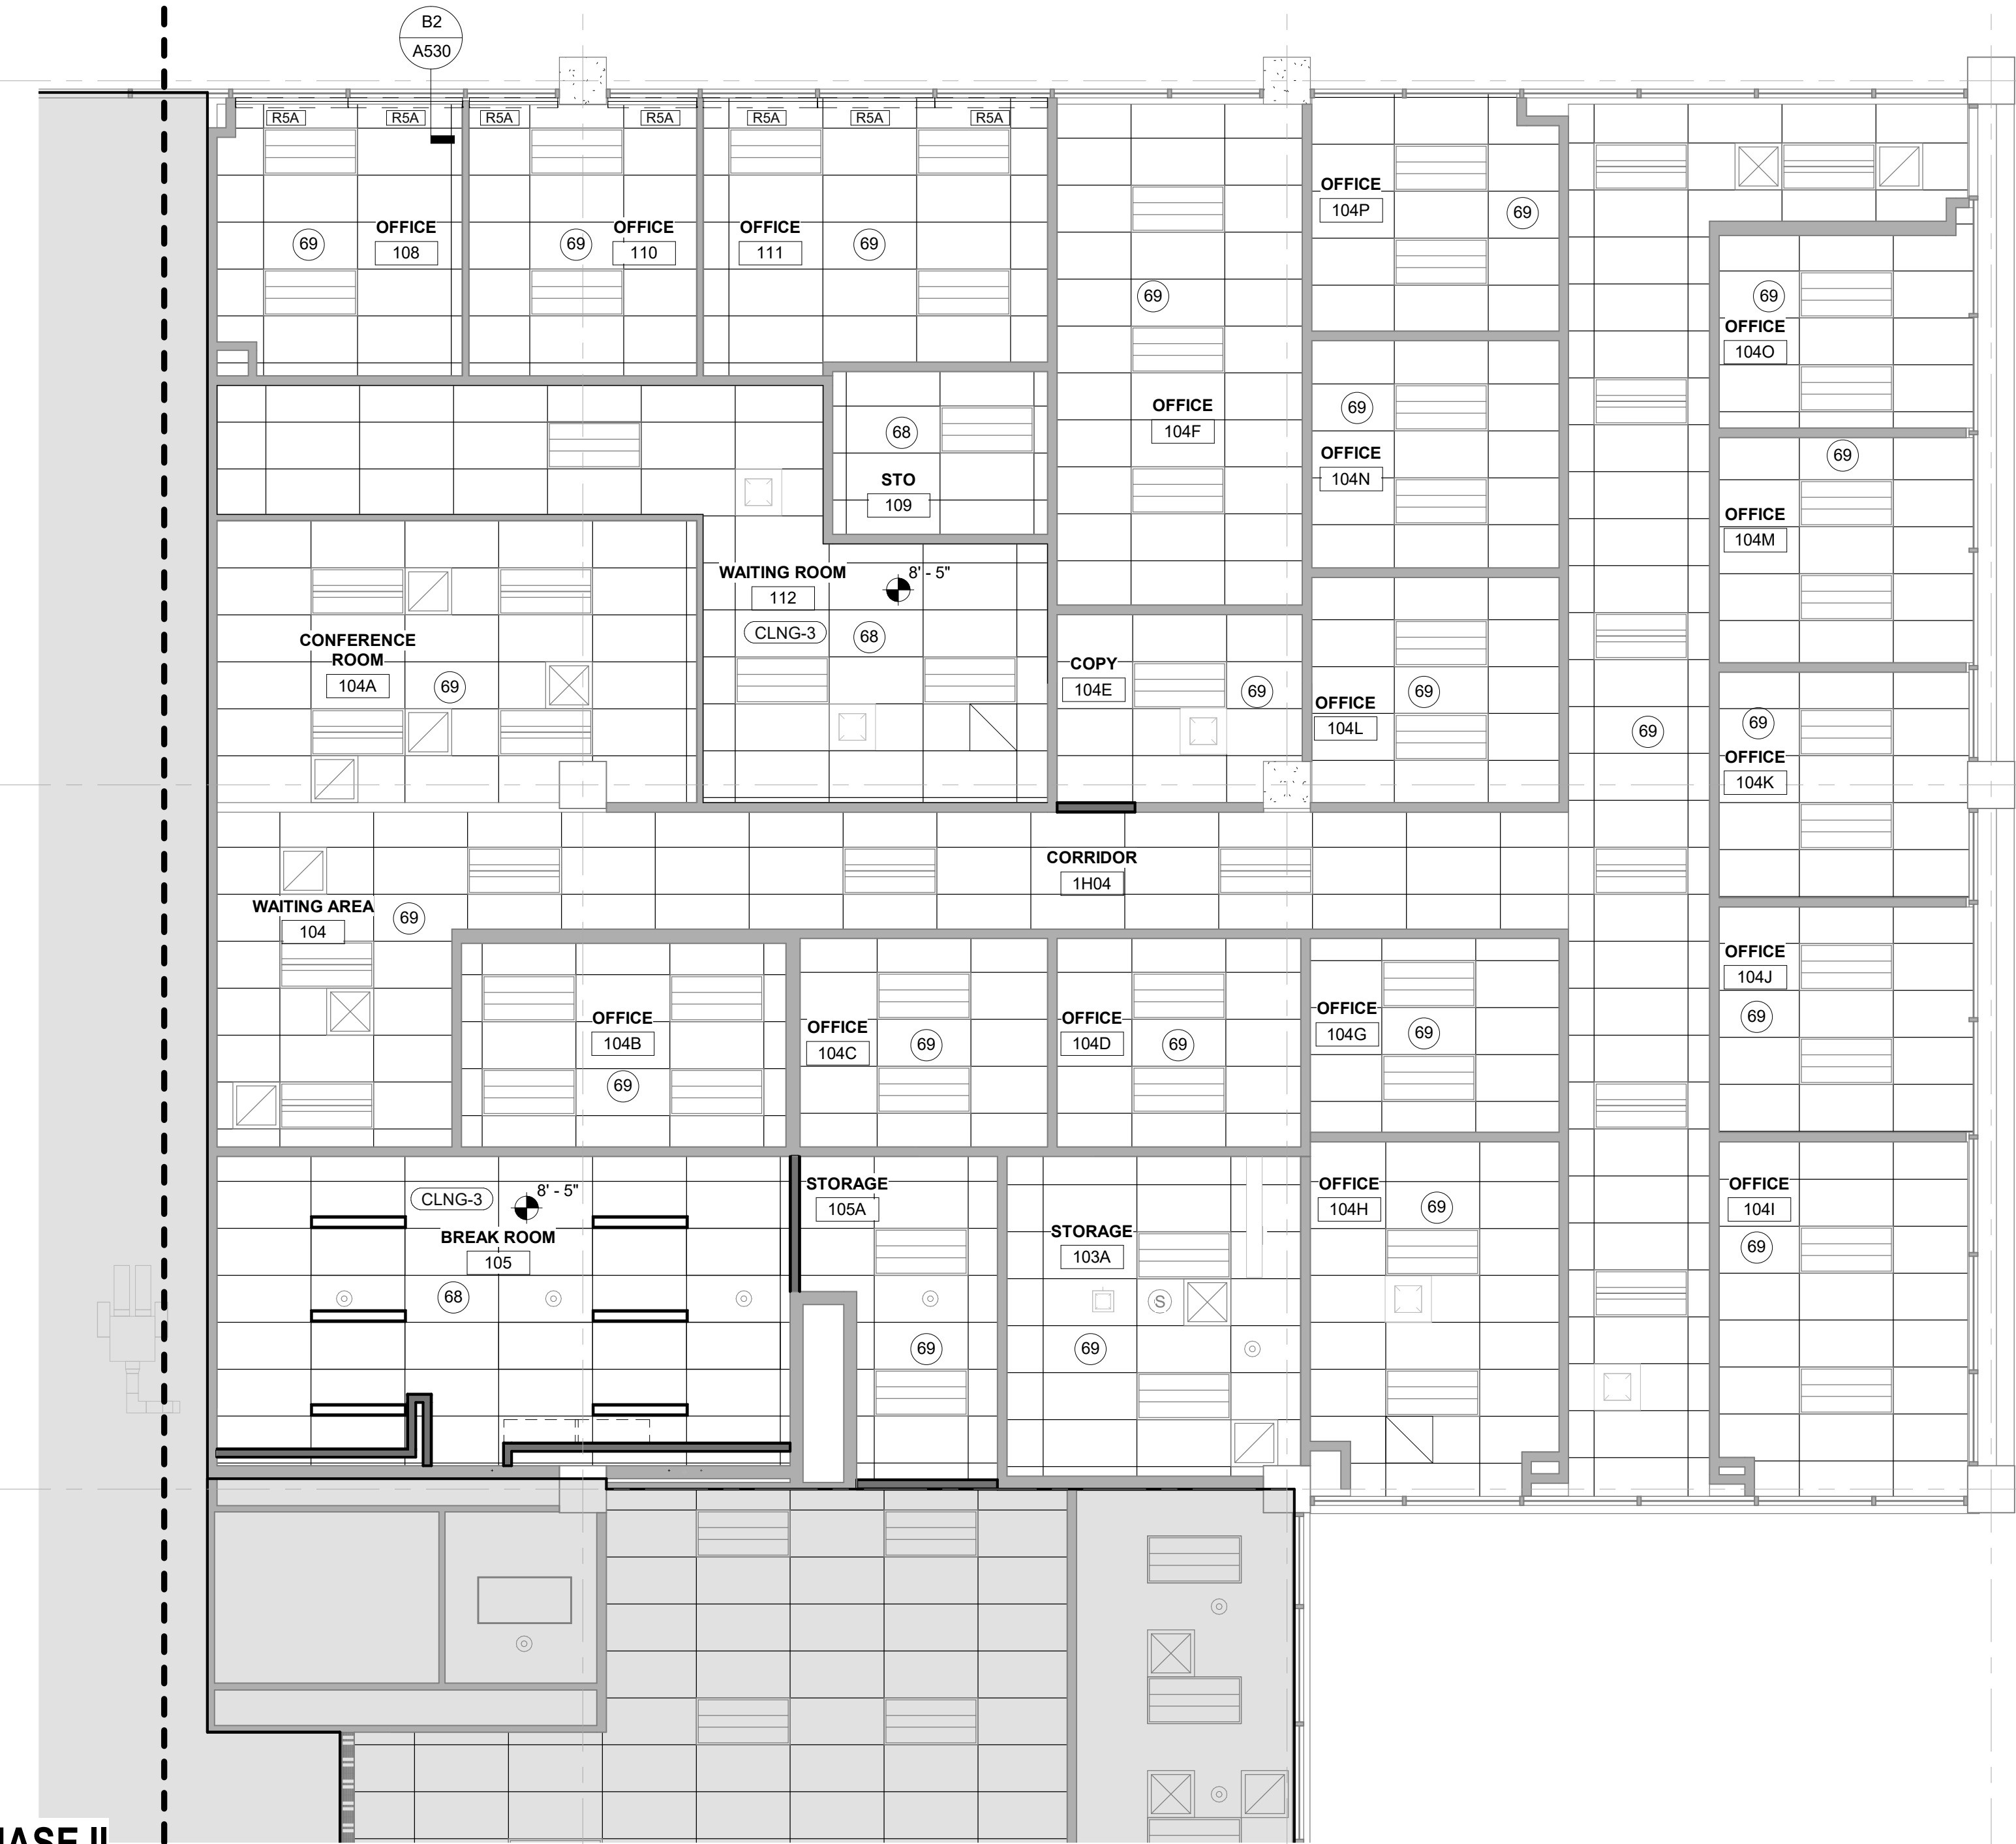 B2
A530
R5A
R5A
R5A
R5A
R5A
R5A
R5A
OFFICE
104P
69
69
OFFICE
108
69
OFFICE
110
OFFICE
111
69
69
69
OFFICE
104O
OFFICE
104F
69
OFFICE
104N
68
STO
109
69
OFFICE
104M
WAITING ROOM
112
8' - 5"
CLNG-3
68
CONFERENCE
ROOM
104A
69
COPY
104E
69
69
OFFICE
104L
69
69
OFFICE
104K
CORRIDOR
1H04
WAITING AREA
104
69
OFFICE
104B
69
OFFICE
104C
69
OFFICE
104D
69
OFFICE
104G
69
OFFICE
104J
69
CLNG-3
8' - 5"
BREAK ROOM
105
68
STORAGE
105A
69
STORAGE
103A
S
69
OFFICE
104H
69
OFFICE
104I
69
HASE II